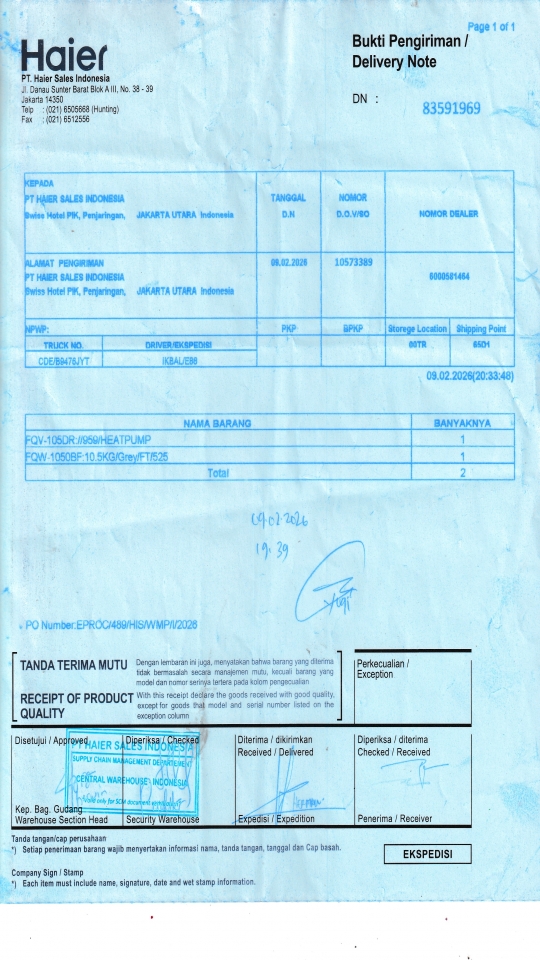 Page 1 of 1
Haier
Bukti Pengiriman /
Delivery Note
PT. Haier Sales Indonesia
Jl. Danau Sunter Barat Blok A III, No. 38 - 39
Jakarta 14350
Telp : (021) 6505668 (Hunting)
Fax : (021) 6512556
DN : 83591969
KEPADA
PT HAIER SALES INDONESIA
Swiss Hotel PIK, Penjaringan, JAKARTA UTARA Indonesia
TANGGAL
D.N
NOMOR
D.O.V/SO
NOMOR DEALER
ALAMAT PENGIRIMAN
PT HAIER SALES INDONESIA
Swiss Hotel PIK, Penjaringan, JAKARTA UTARA Indonesia
09.02.2026
10573389
6000581464
NPWP:
PKP
BPKP
Storege Location
Shipping Point
TRUCK NO.
DRIVER/EKSPEDISI
00TR
65D1
CDE/B9476JYT
IKBAL/EB8
09.02.2026(20:33:48)
NAMA BARANG BANYAKNYA
FQV-105DR://959/HEATPUMP 1
FQW-1050BF:10.5KG/Grey/FT/525 1
Total 2
09.02.2026
19:39
PO Number:EPROC/489/HIS/WMP/I/2026
TANDA TERIMA MUTU
Dengan lembaran ini juga, menyatakan bahwa barang yang diterima
tidak bermasalah secara manajemen mutu, kecuali barang yang
model dan nomor serinya tertera pada kolom pengecualian
RECEIPT OF PRODUCT
QUALITY
With this receipt declare the goods received with good quality,
except for goods that model and serial number listed on the
exception column
Perkecualian /
Exception
Disetujui / Approved
Diperiksa / Checked
Diterima / dikirimkan
Received / Delivered
Diperiksa / diterima
Checked / Received
PT HAIER SALES INDONESIA
SUPPLY CHAIN MANAGEMENT DEPARTEMENT
CENTRAL WAREHOUSE INDONESIA
Kep. Bag. Gudang
Warehouse Section Head
Security Warehouse
Expedisi / Expedition
Penerima / Receiver
Tanda tangan/cap perusahaan
*) Setiap penerimaan barang wajib menyertakan informasi nama, tanda tangan, tanggal dan Cap basah.
EKSPEDISI
Company Sign / Stamp
*) Each item must include name, signature, date and wet stamp information.